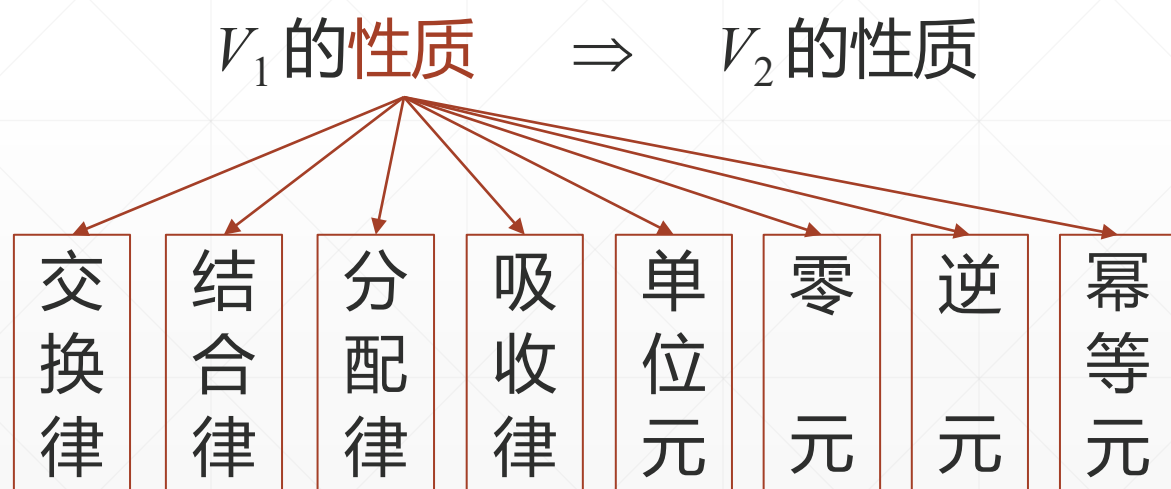 V₁的性质 ⇒ V₂的性质
交换律
结合律
分配律
吸收律
单位元
零元
逆元
幂等元